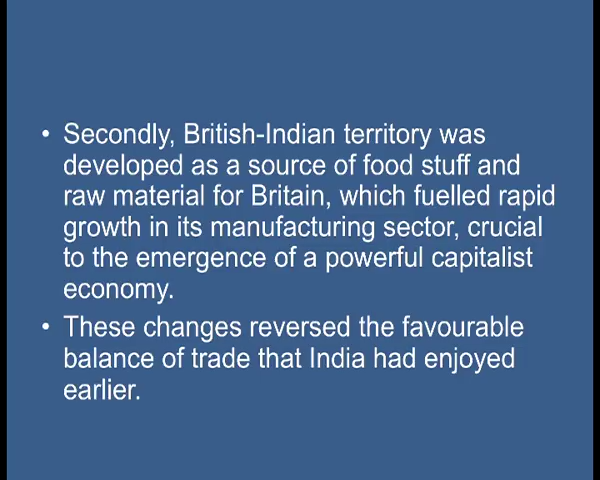 • Secondly, British-Indian territory was
developed as a source of food stuff and
raw material for Britain, which fuelled rapid
growth in its manufacturing sector, crucial
to the emergence of a powerful capitalist
economy.
• These changes reversed the favourable
balance of trade that India had enjoyed
earlier.